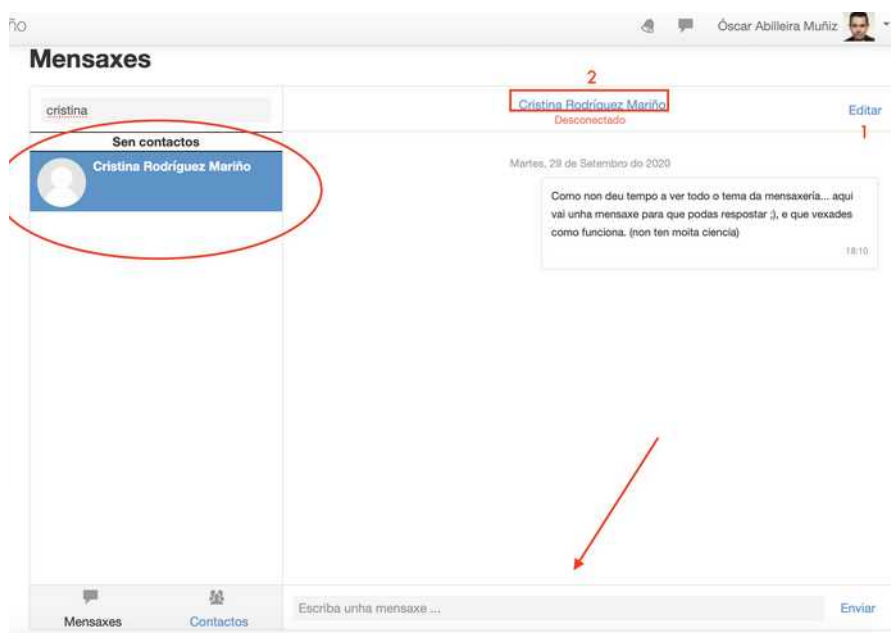 ño
Óscar Abilleira Muñiz
Mensaxes
2
cristina
Cristina Rodríguez Mariño
Editar
Desconectado
1
Sen contactos
Cristina Rodríguez Mariño
Martes, 29 de Setembro de 2020
Como non deu tempo a ver todo o tema da mensaxería... aquí
vai unha mensaxe para que podas respostar ;), e que vexades
como funciona. (non ten moita ciencia)
18:10
Escriba unha mensaxe ...
Enviar
Mensaxes
Contactos